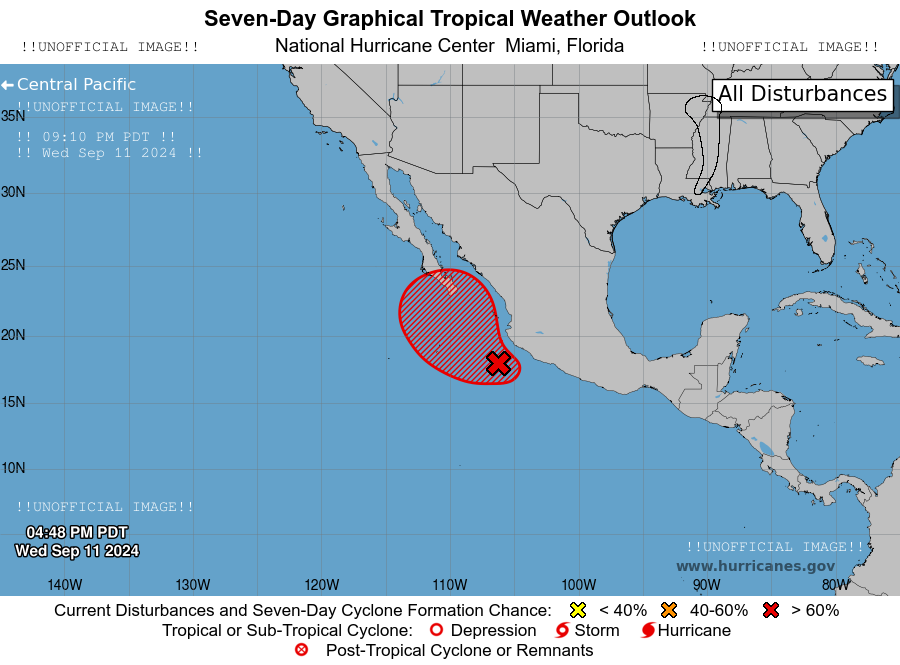 Seven-Day Graphical Tropical Weather Outlook
!!UNOFFICIAL IMAGE!! National Hurricane Center Miami, Florida !!UNOFFICIAL IMAGE!!
Central Pacific
All Disturbances
!!UNOFFICIAL IMAGE!!
35N
!! 09:10 PM PDT !!
!! Wed Sep 11 2024 !!
30N
25N
20N
15N
10N
!!UNOFFICIAL IMAGE!!
04:48 PM PDT
Wed Sep 11 2024
!!UNOFFICIAL IMAGE!!
www.hurricanes.gov
140W 130W 120W 110W 100W 90W 80W
Current Disturbances and Seven-Day Cyclone Formation Chance: < 40% 40-60% > 60%
Tropical or Sub-Tropical Cyclone: Depression Storm Hurricane
Post-Tropical Cyclone or Remnants